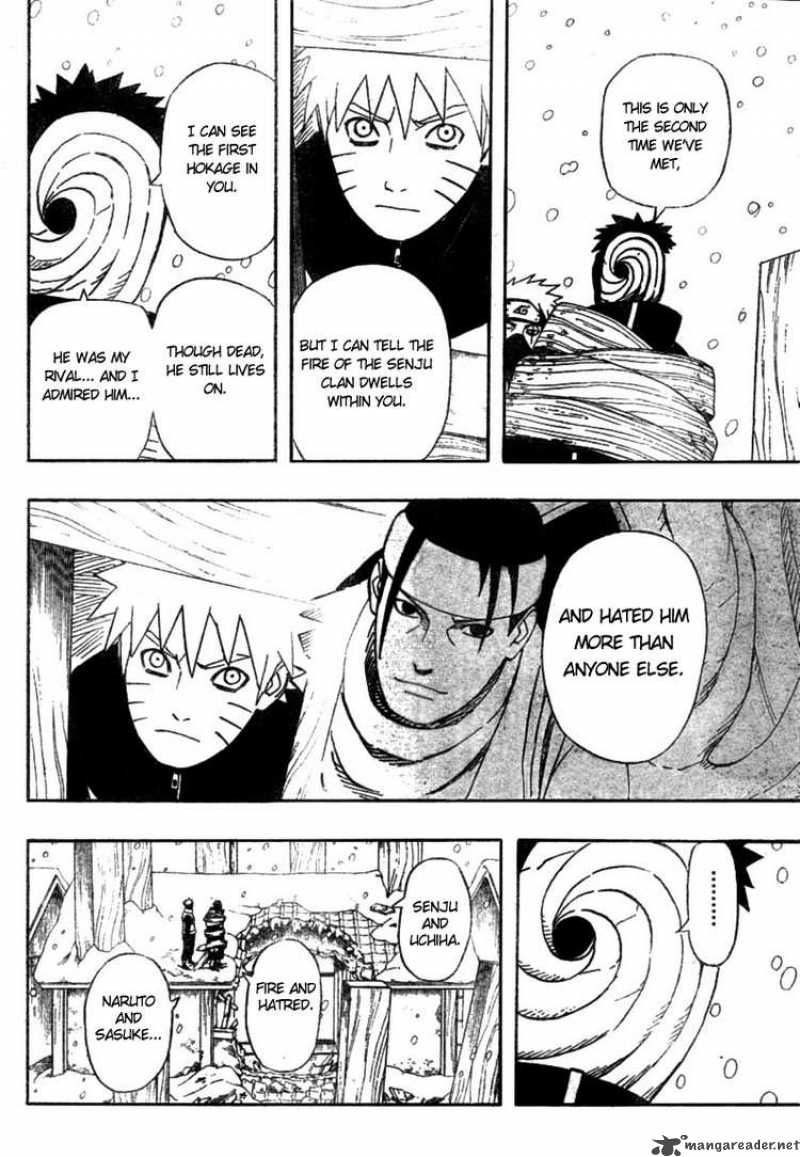 THIS IS ONLY
THE SECOND
TIME WE'VE
MET,
BUT I CAN TELL THE
FIRE OF THE SENJU
CLAN DWELLS
WITHIN YOU.
I CAN SEE
THE FIRST
HOKAGE IN
YOU.
THOUGH DEAD,
HE STILL LIVES
ON.
HE WAS MY
RIVAL... AND I
ADMIRED HIM...
AND HATED HIM
MORE THAN
ANYONE ELSE.
.........
SENJU
AND
UCHIHA.
FIRE AND
HATRED.
NARUTO
AND
SASUKE...
mangareader.net